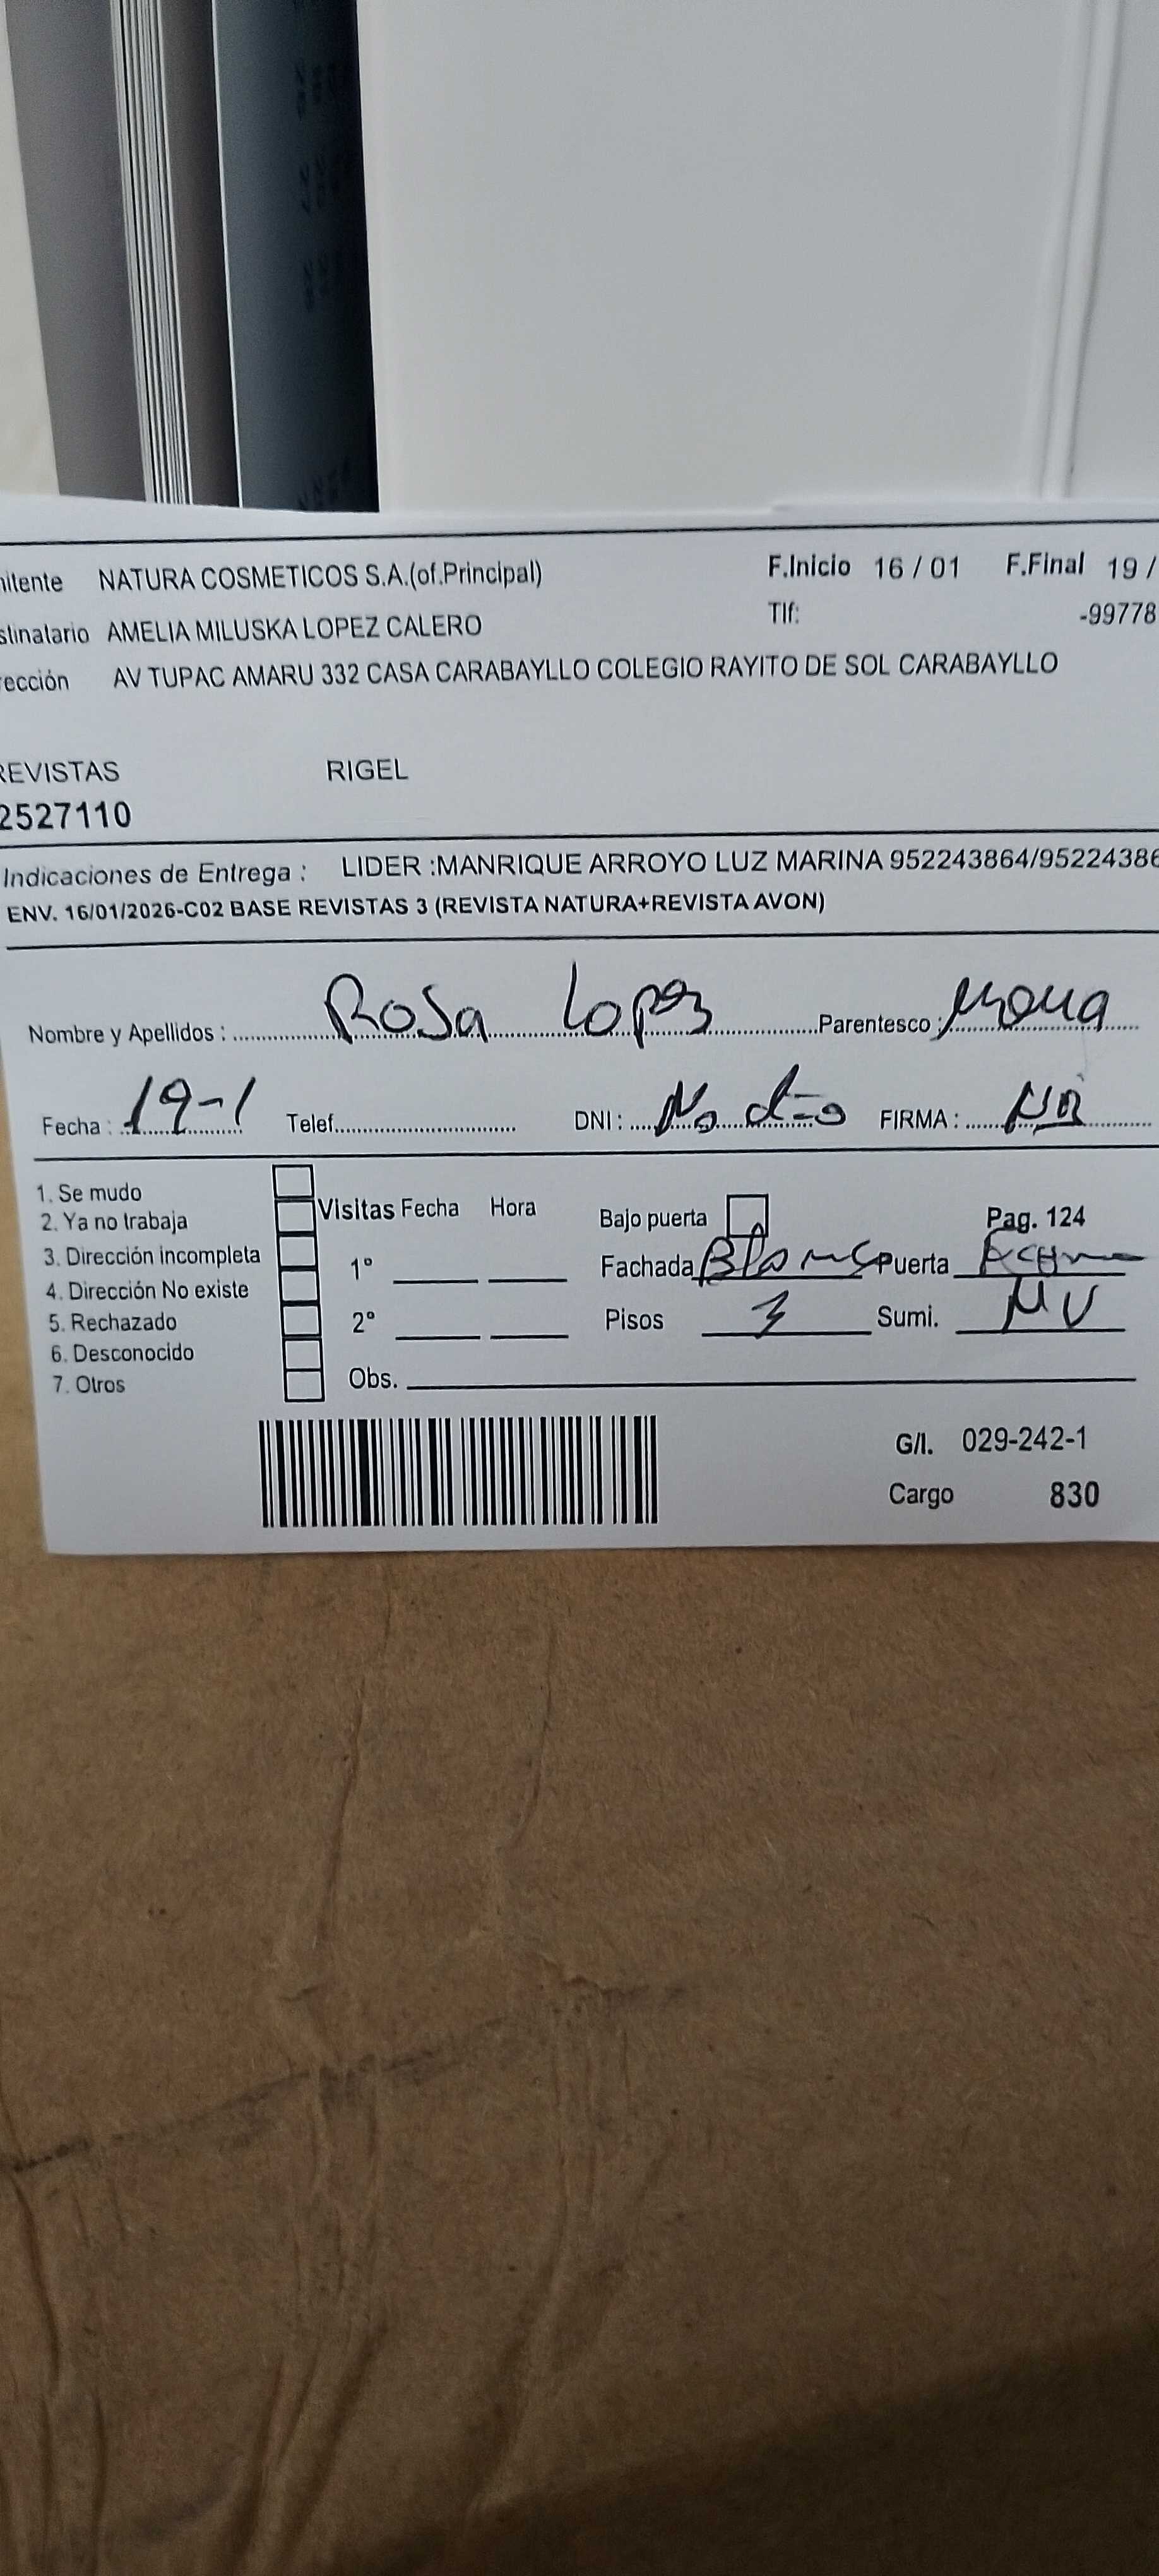 mitente NATURA COSMETICOS S.A.(of.Principal) F.Inicio 16 / 01 F.Final 19 /
stinatario AMELIA MILUSKA LOPEZ CALERO Tlf: -99778
rección AV TUPAC AMARU 332 CASA CARABAYLLO COLEGIO RAYITO DE SOL CARABAYLLO
REVISTAS RIGEL
2527110
Indicaciones de Entrega : LIDER :MANRIQUE ARROYO LUZ MARINA 952243864/95224386
ENV. 16/01/2026-C02 BASE REVISTAS 3 (REVISTA NATURA+REVISTA AVON)
Nombre y Apellidos : Rosa Lopez Parentesco :
Fecha : 19-1 Telef. DNI : No dio FIRMA :
1. Se mudo
2. Ya no trabaja
3. Dirección incompleta
4. Dirección No existe
5. Rechazado
6. Desconocido
7. Otros
Visitas Fecha Hora
1°
2°
Obs.
Bajo puerta Pag. 124
Fachada Blanco Puerta
Pisos 3 Sumi.
G/I. 029-242-1
Cargo 830